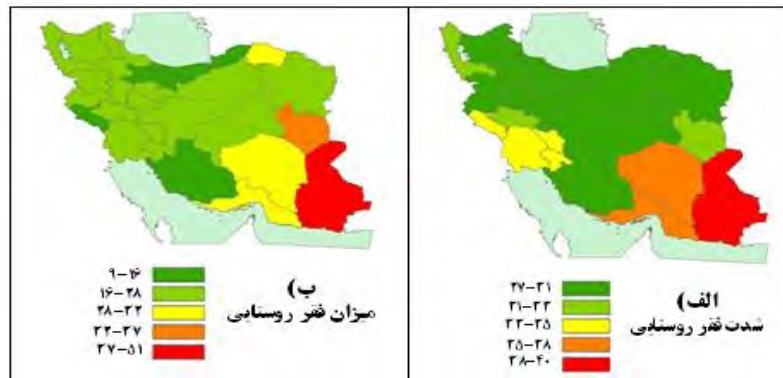 الف)
شدت فقر روستایی
۲۷-۳۱
۳۱-۳۳
۳۳-۳۵
۳۵-۳۸
۳۸-۴۰
ب)
میزان فقر روستایی
۹-۱۶
۱۶-۲۸
۲۸-۳۲
۳۲-۳۷
۳۷-۵۱